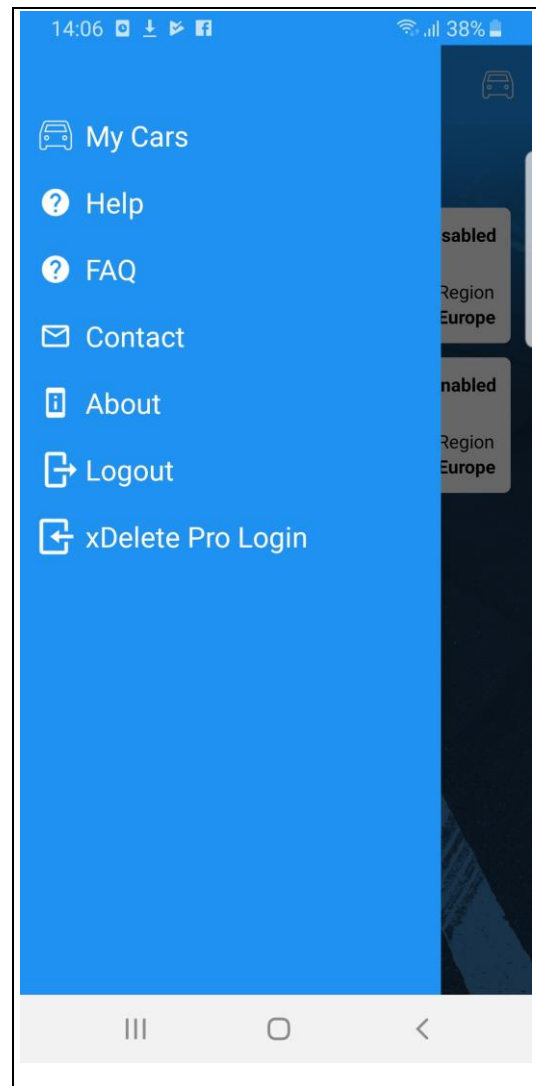 14:06
38%
My Cars
Help
FAQ
Contact
About
Logout
xDelete Pro Login
sabled
Region
Europe
nabled
Region
Europe